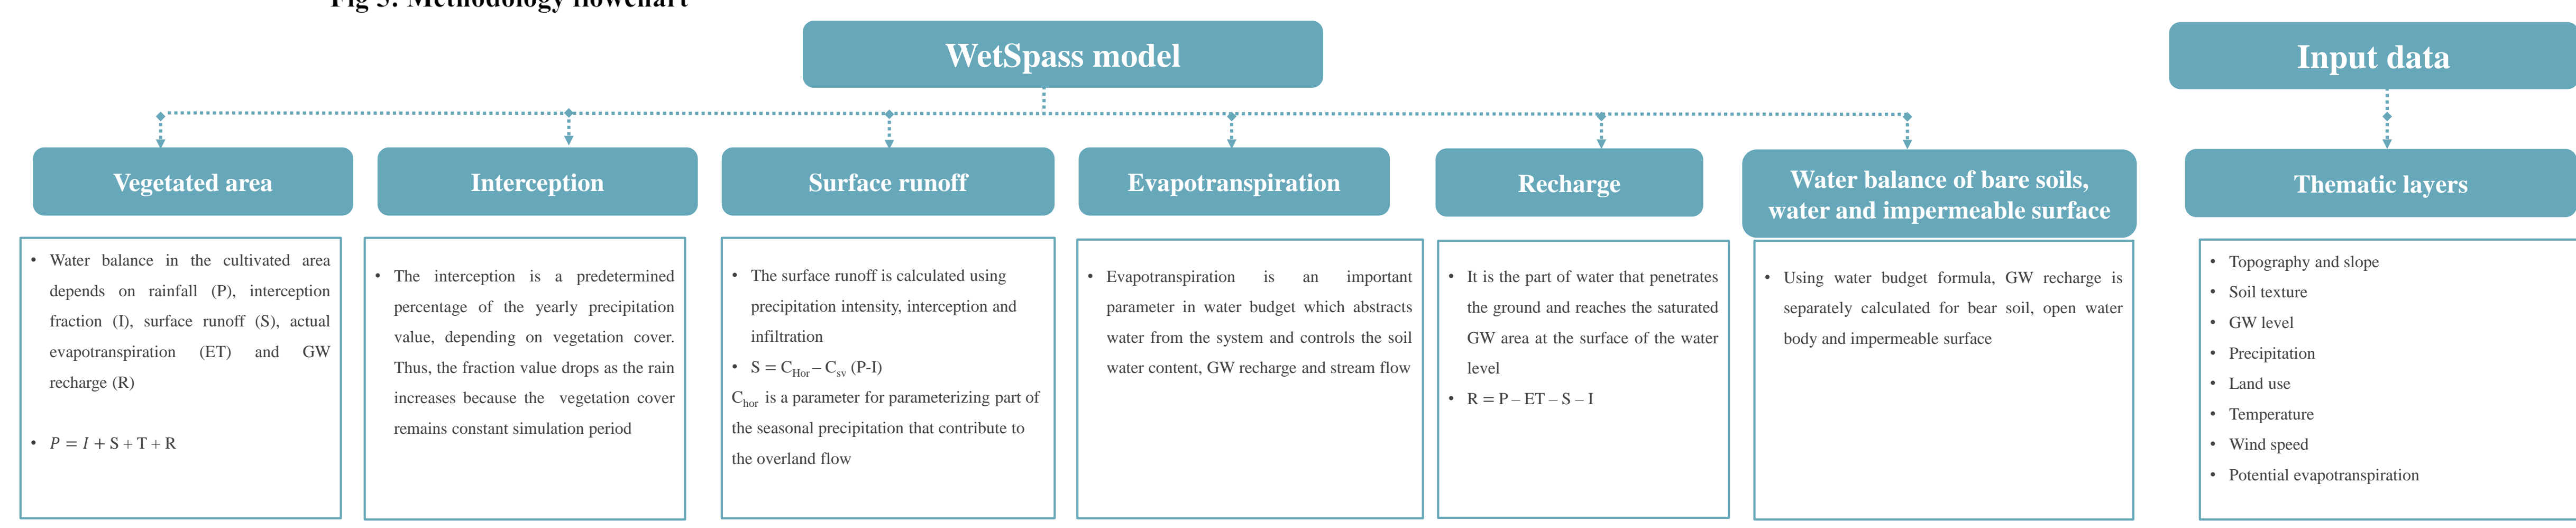 Fig 3: Methodology flowchart
WetSpass model
Input data
Vegetated area
Interception
Surface runoff
Evapotranspiration
Recharge
Water balance of bare soils,
water and impermeable surface
Thematic layers
• Water balance in the cultivated area
depends on rainfall (P), interception
fraction (I), surface runoff (S), actual
evapotranspiration (ET) and GW
recharge (R)
• P = I + S + T + R
• The interception is a predetermined
percentage of the yearly precipitation
value, depending on vegetation cover.
Thus, the fraction value drops as the rain
increases because the vegetation cover
remains constant simulation period
• The surface runoff is calculated using
precipitation intensity, interception and
infiltration
• S = C_Hor – C_sv (P-I)
C_hor is a parameter for parameterizing part of
the seasonal precipitation that contribute to
the overland flow
• Evapotranspiration is an important
parameter in water budget which abstracts
water from the system and controls the soil
water content, GW recharge and stream flow
• It is the part of water that penetrates
the ground and reaches the saturated
GW area at the surface of the water
level
• R = P – ET – S – I
• Using water budget formula, GW recharge is
separately calculated for bear soil, open water
body and impermeable surface
• Topography and slope
• Soil texture
• GW level
• Precipitation
• Land use
• Temperature
• Wind speed
• Potential evapotranspiration